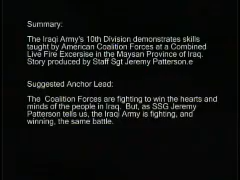 Summary:
The Iraqi Army's 10th Division demonstrates skills
taught by American Coalition Forces at a Combined
Live Fire Excersise in the Maysan Province of Iraq.
Story produced by Staff Sgt Jeremy Patterson.e
Suggested Anchor Lead:
The Coalition Forces are fighting to win the hearts and
minds of the people in Iraq. But, as SSG Jeremy
Patterson tells us, the Iraqi Army is fighting, and
winning, the same battle.